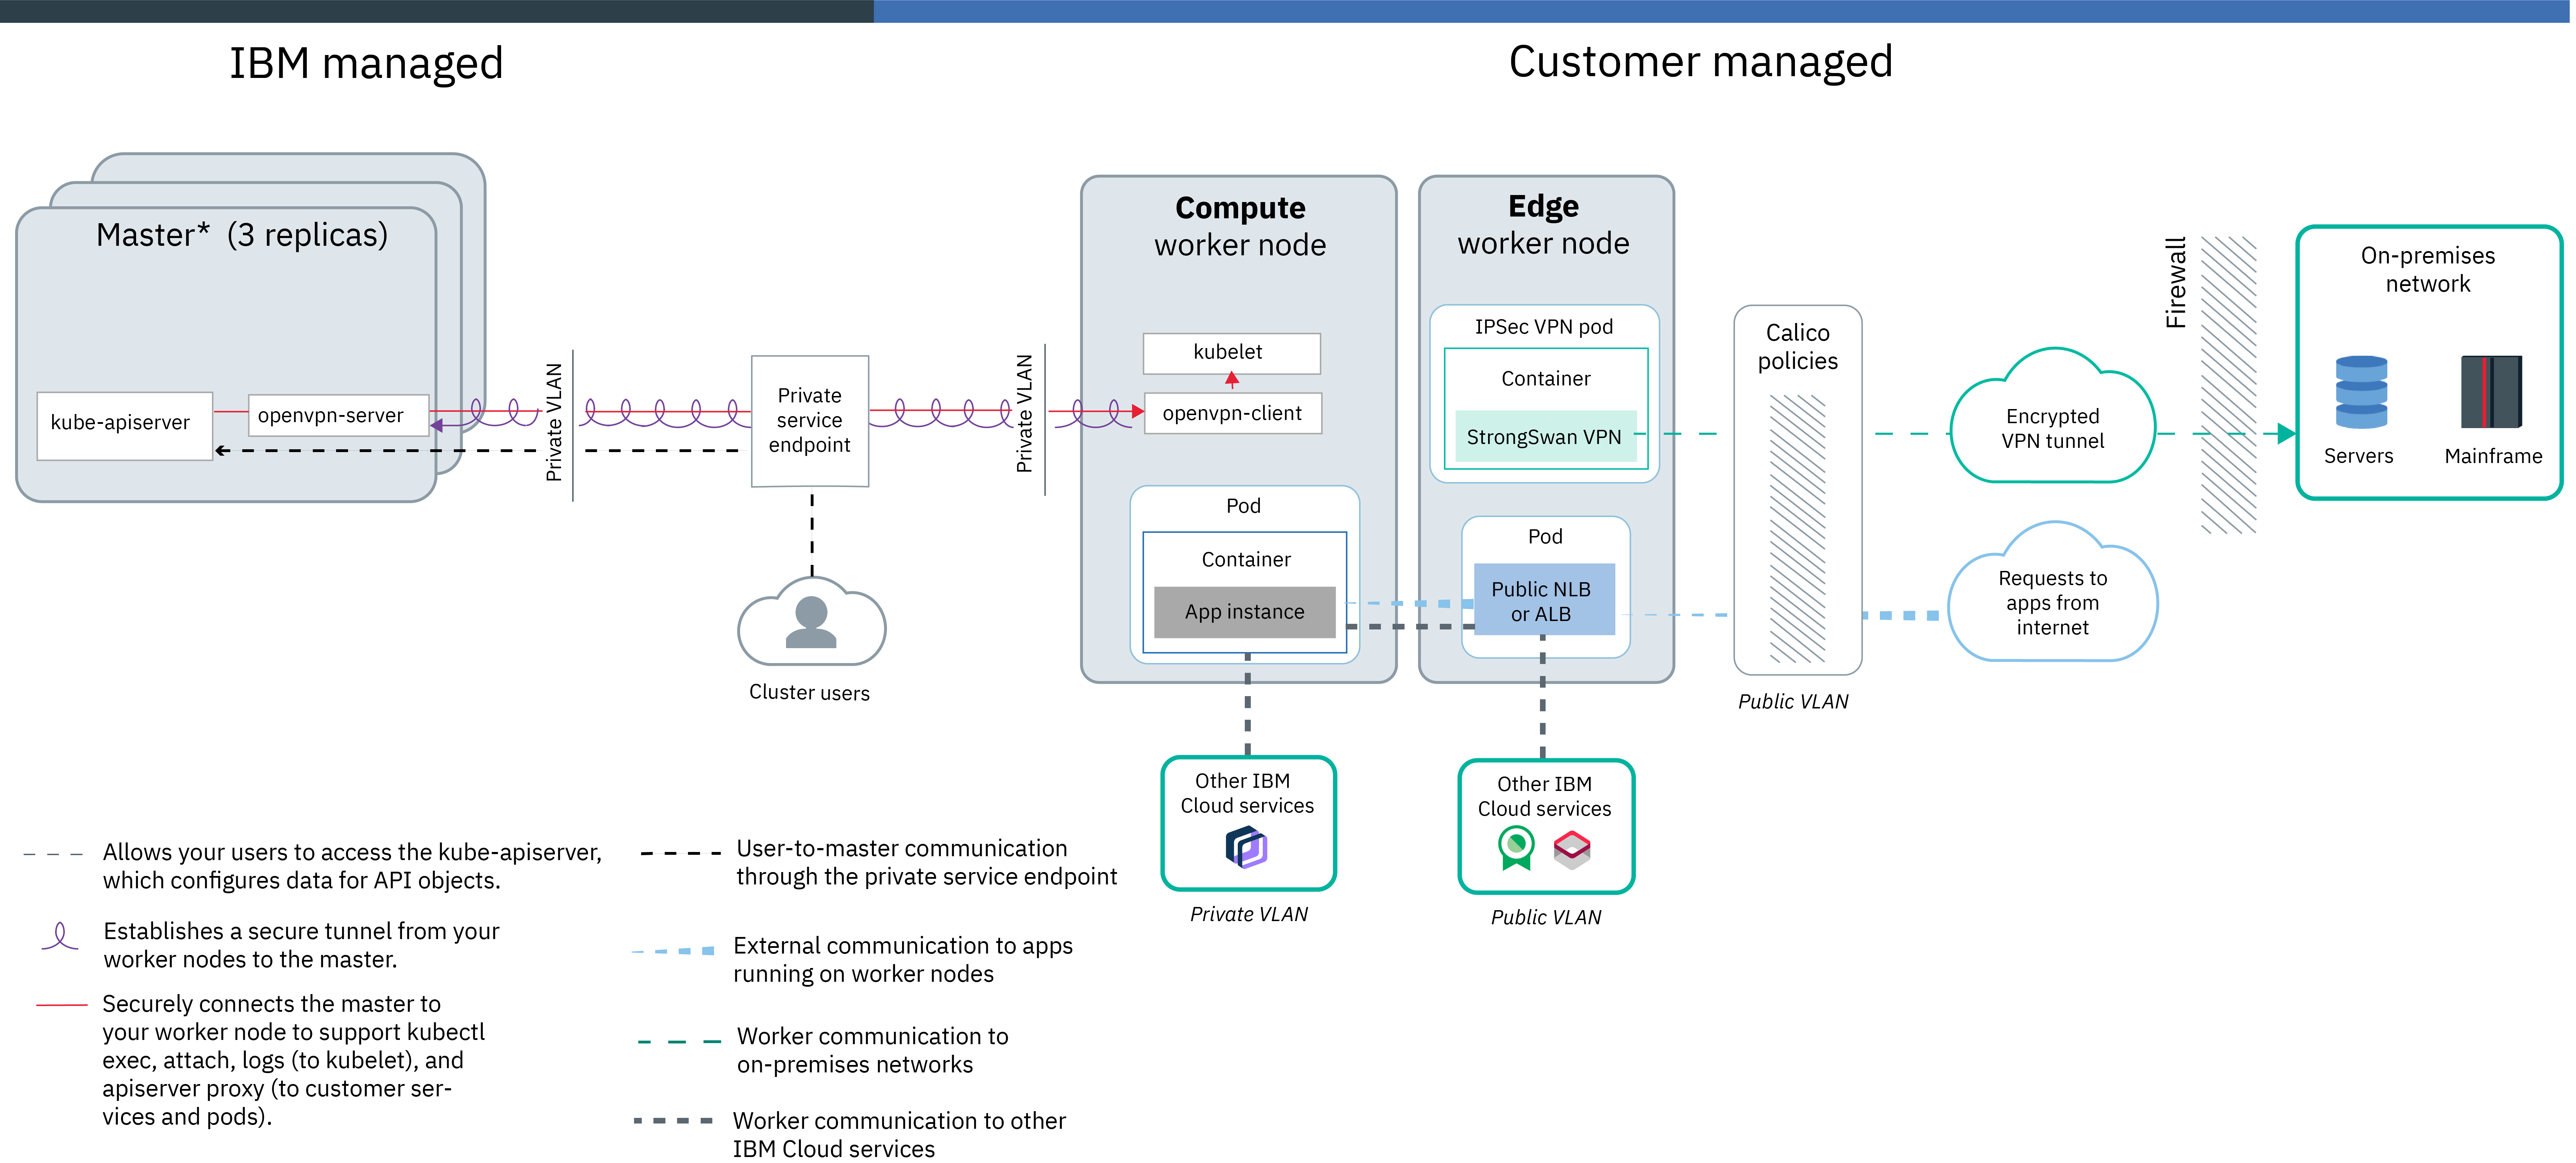 IBM managed
Customer managed
Master* (3 replicas)
kube-apiserver
openvpn-server
Private VLAN
Private
service
endpoint
Private VLAN
Cluster users
Compute
worker node
kubelet
openvpn-client
Pod
Container
App instance
Edge
worker node
IPSec VPN pod
Container
StrongSwan VPN
Pod
Public NLB
or ALB
Calico
policies
Public VLAN
Encrypted
VPN tunnel
Requests to
apps from
internet
Firewall
On-premises
network
Servers
Mainframe
Other IBM
Cloud services
Private VLAN
Other IBM
Cloud services
Public VLAN
Allows your users to access the kube-apiserver,
which configures data for API objects.
Establishes a secure tunnel from your
worker nodes to the master.
Securely connects the master to
your worker node to support kubectl
exec, attach, logs (to kubelet), and
apiserver proxy (to customer ser-
vices and pods).
User-to-master communication
through the private service endpoint
External communication to apps
running on worker nodes
Worker communication to
on-premises networks
Worker communication to other
IBM Cloud services